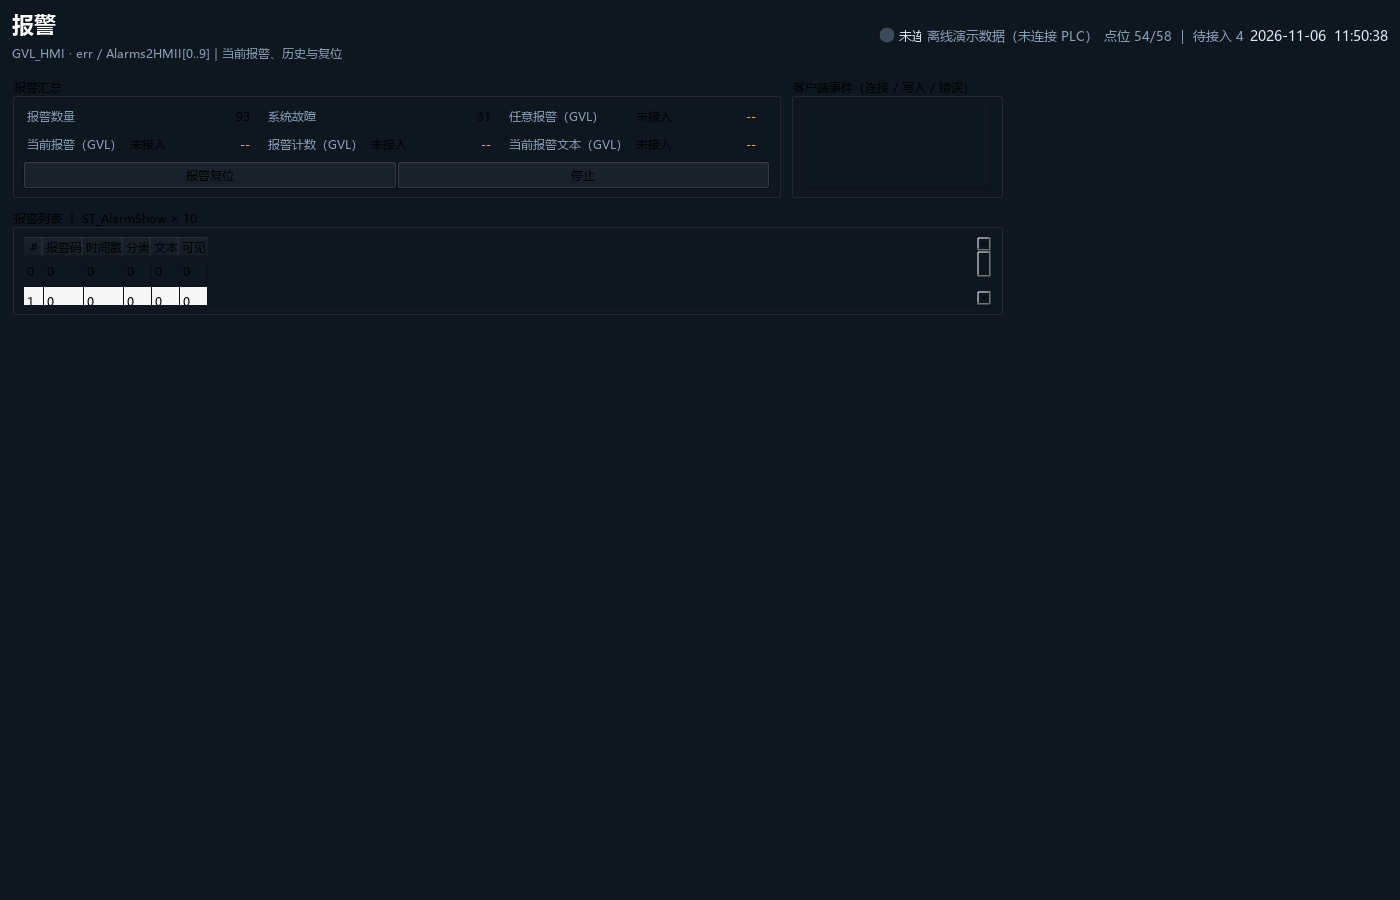 报警
GVL_HMI · err / Alarms2HMII[0..9] | 当前报警、历史与复位
未连 离线演示数据（未连接 PLC） 点位 54/58 | 待接入 4 2026-11-06 11:50:38
报警汇总
报警数量 93 系统故障 31 任意报警（GVL） 未接入 --
当前报警（GVL） 未接入 -- 报警计数（GVL） 未接入 -- 当前报警文本（GVL） 未接入 --
报警复位 停止
客户端事件（连接 / 写入 / 错误）
报警列表 | ST_AlarmShow × 10
# 报警码 时间戳 分类 文本 可见
0 0 0 0 0 0
1 0 0 0 0 0